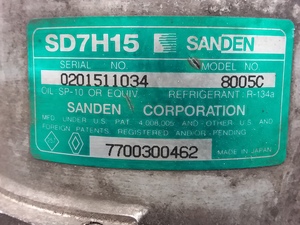 SD7H15 SANDEN
SERIAL NO. MODEL NO
0201511034 8005C
OIL SP-10 OR EQUIV. REFRIGERANT: R-134a
SANDEN CORPORATION
MFD. UNDER U.S. PAT. 4,008,005 AND OTHER U.S. AND
FOREIGN PATENTS REGISTERED AND/OR PENDING
7700300462 MADE IN JAPAN